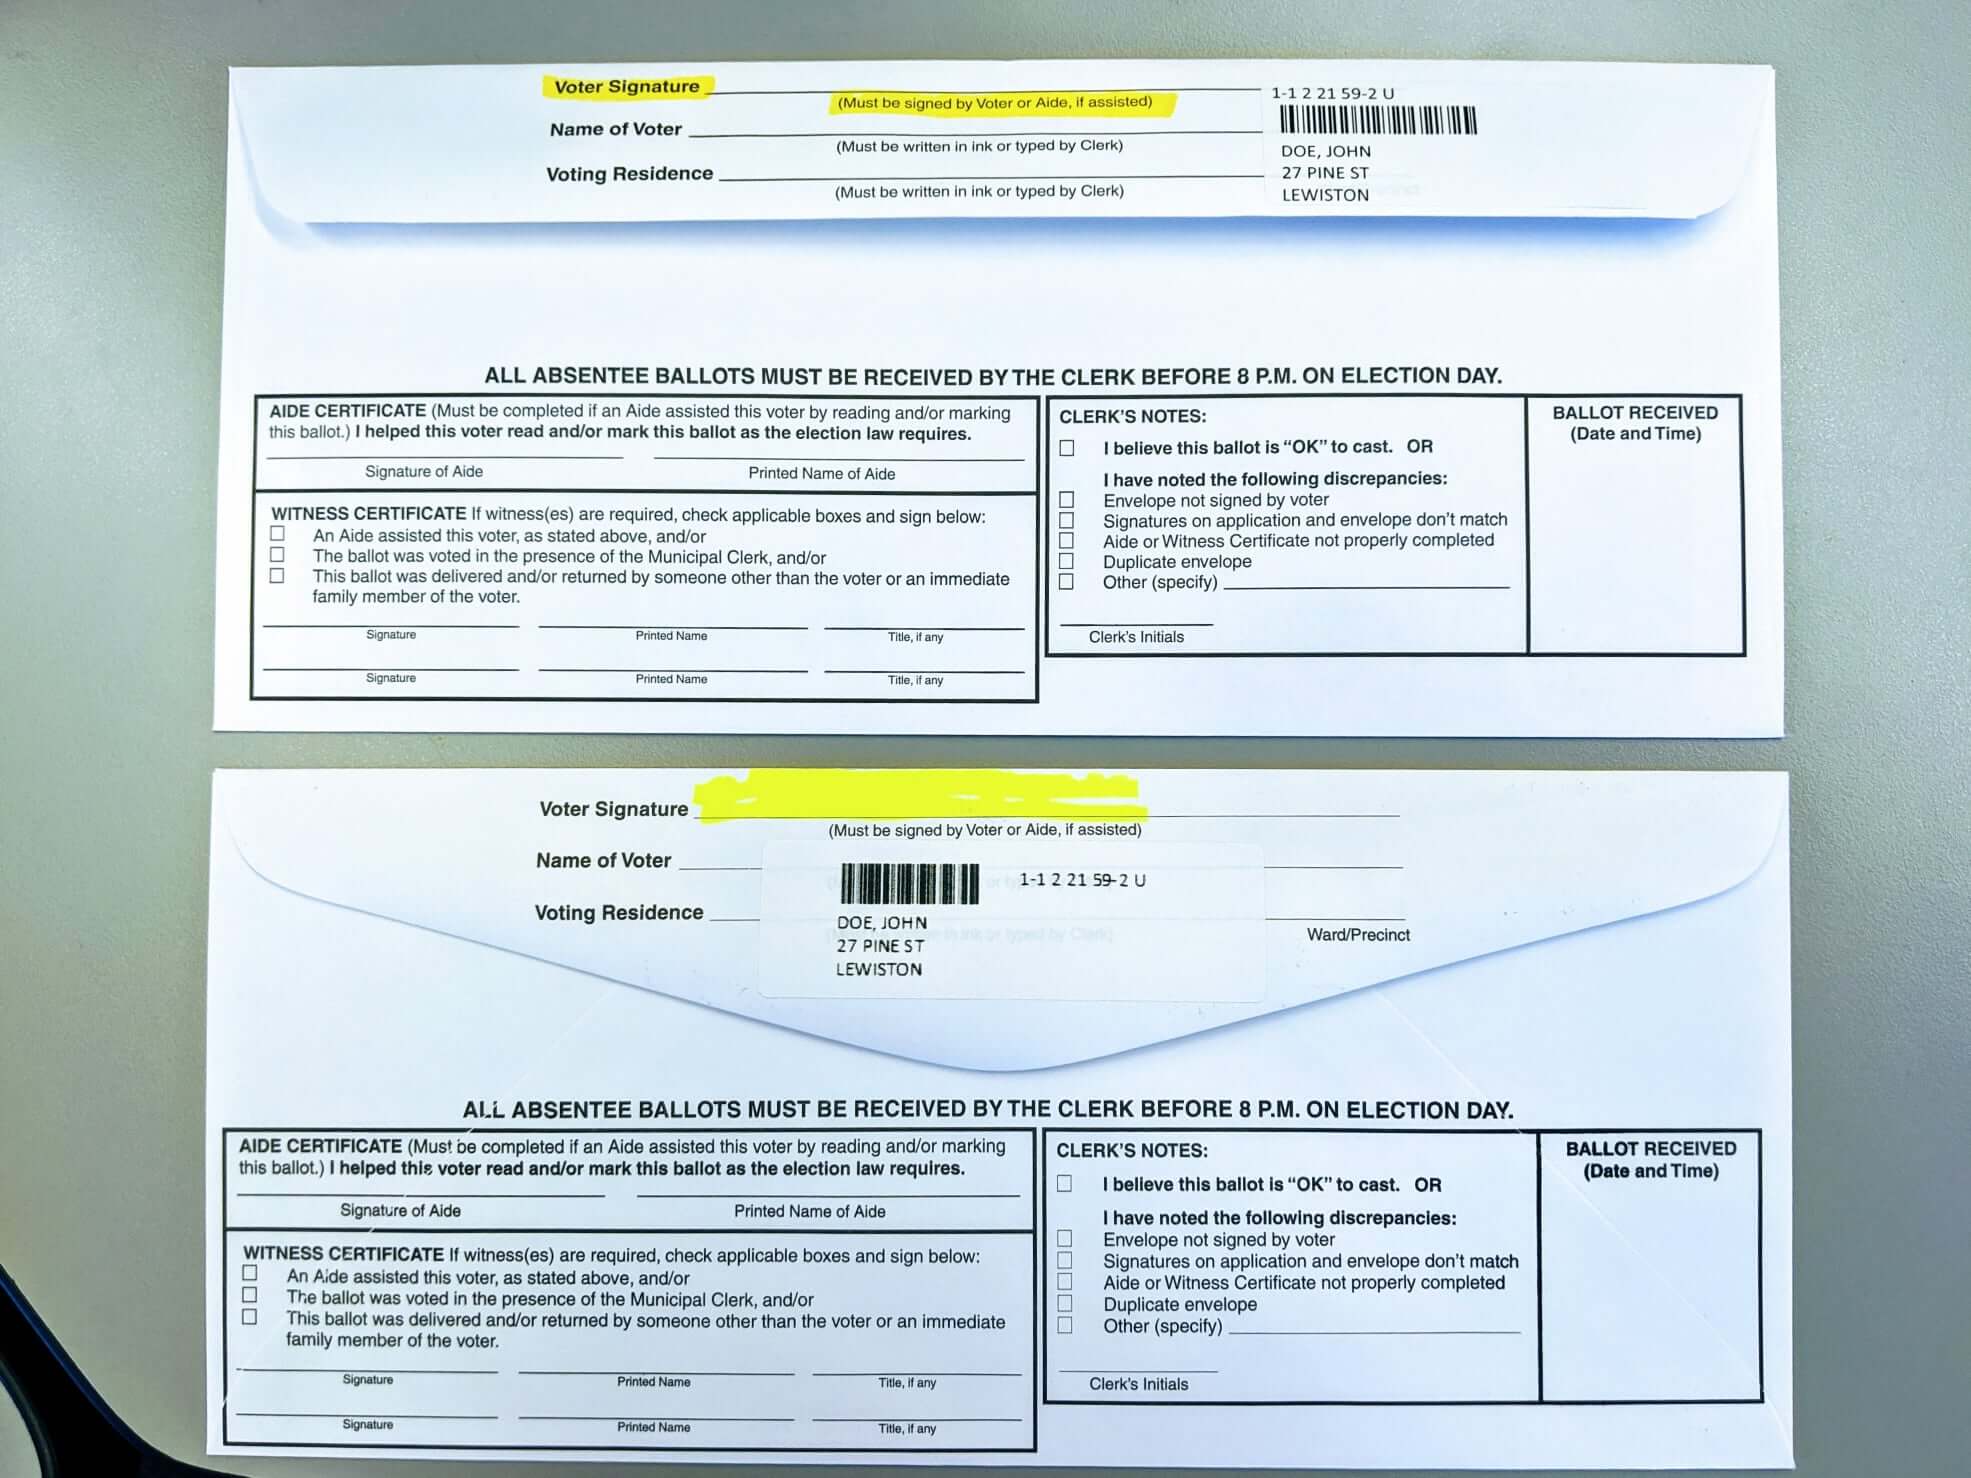 Voter Signature
(Must be signed by Voter or Aide, if assisted)
Name of Voter
(Must be written in ink or typed by Clerk)
Voting Residence
(Must be written in ink or typed by Clerk)
1-1 2 21 59-2 U
DOE, JOHN
27 PINE ST
LEWISTON
ALL ABSENTEE BALLOTS MUST BE RECEIVED BY THE CLERK BEFORE 8 P.M. ON ELECTION DAY.
AIDE CERTIFICATE (Must be completed if an Aide assisted this voter by reading and/or marking
this ballot.) I helped this voter read and/or mark this ballot as the election law requires.
Signature of Aide Printed Name of Aide
WITNESS CERTIFICATE If witness(es) are required, check applicable boxes and sign below:
An Aide assisted this voter, as stated above, and/or
The ballot was voted in the presence of the Municipal Clerk, and/or
This ballot was delivered and/or returned by someone other than the voter or an immediate
family member of the voter.
Signature Printed Name Title, if any
Signature Printed Name Title, if any
CLERK'S NOTES:
I believe this ballot is “OK” to cast. OR
I have noted the following discrepancies:
Envelope not signed by voter
Signatures on application and envelope don't match
Aide or Witness Certificate not properly completed
Duplicate envelope
Other (specify)
Clerk's Initials
BALLOT RECEIVED
(Date and Time)
Voter Signature
(Must be signed by Voter or Aide, if assisted)
Name of Voter
Voting Residence
1-1 2 21 59-2 U
DOE, JOHN
27 PINE ST
LEWISTON
(Must be written in ink or typed by Clerk)
Ward/Precinct
ALL ABSENTEE BALLOTS MUST BE RECEIVED BY THE CLERK BEFORE 8 P.M. ON ELECTION DAY.
AIDE CERTIFICATE (Must be completed if an Aide assisted this voter by reading and/or marking
this ballot.) I helped this voter read and/or mark this ballot as the election law requires.
Signature of Aide Printed Name of Aide
WITNESS CERTIFICATE If witness(es) are required, check applicable boxes and sign below:
An Aide assisted this voter, as stated above, and/or
The ballot was voted in the presence of the Municipal Clerk, and/or
This ballot was delivered and/or returned by someone other than the voter or an immediate
family member of the voter.
Signature Printed Name Title, if any
Signature Printed Name Title, if any
CLERK'S NOTES:
I believe this ballot is “OK” to cast. OR
I have noted the following discrepancies:
Envelope not signed by voter
Signatures on application and envelope don't match
Aide or Witness Certificate not properly completed
Duplicate envelope
Other (specify)
Clerk's Initials
BALLOT RECEIVED
(Date and Time)